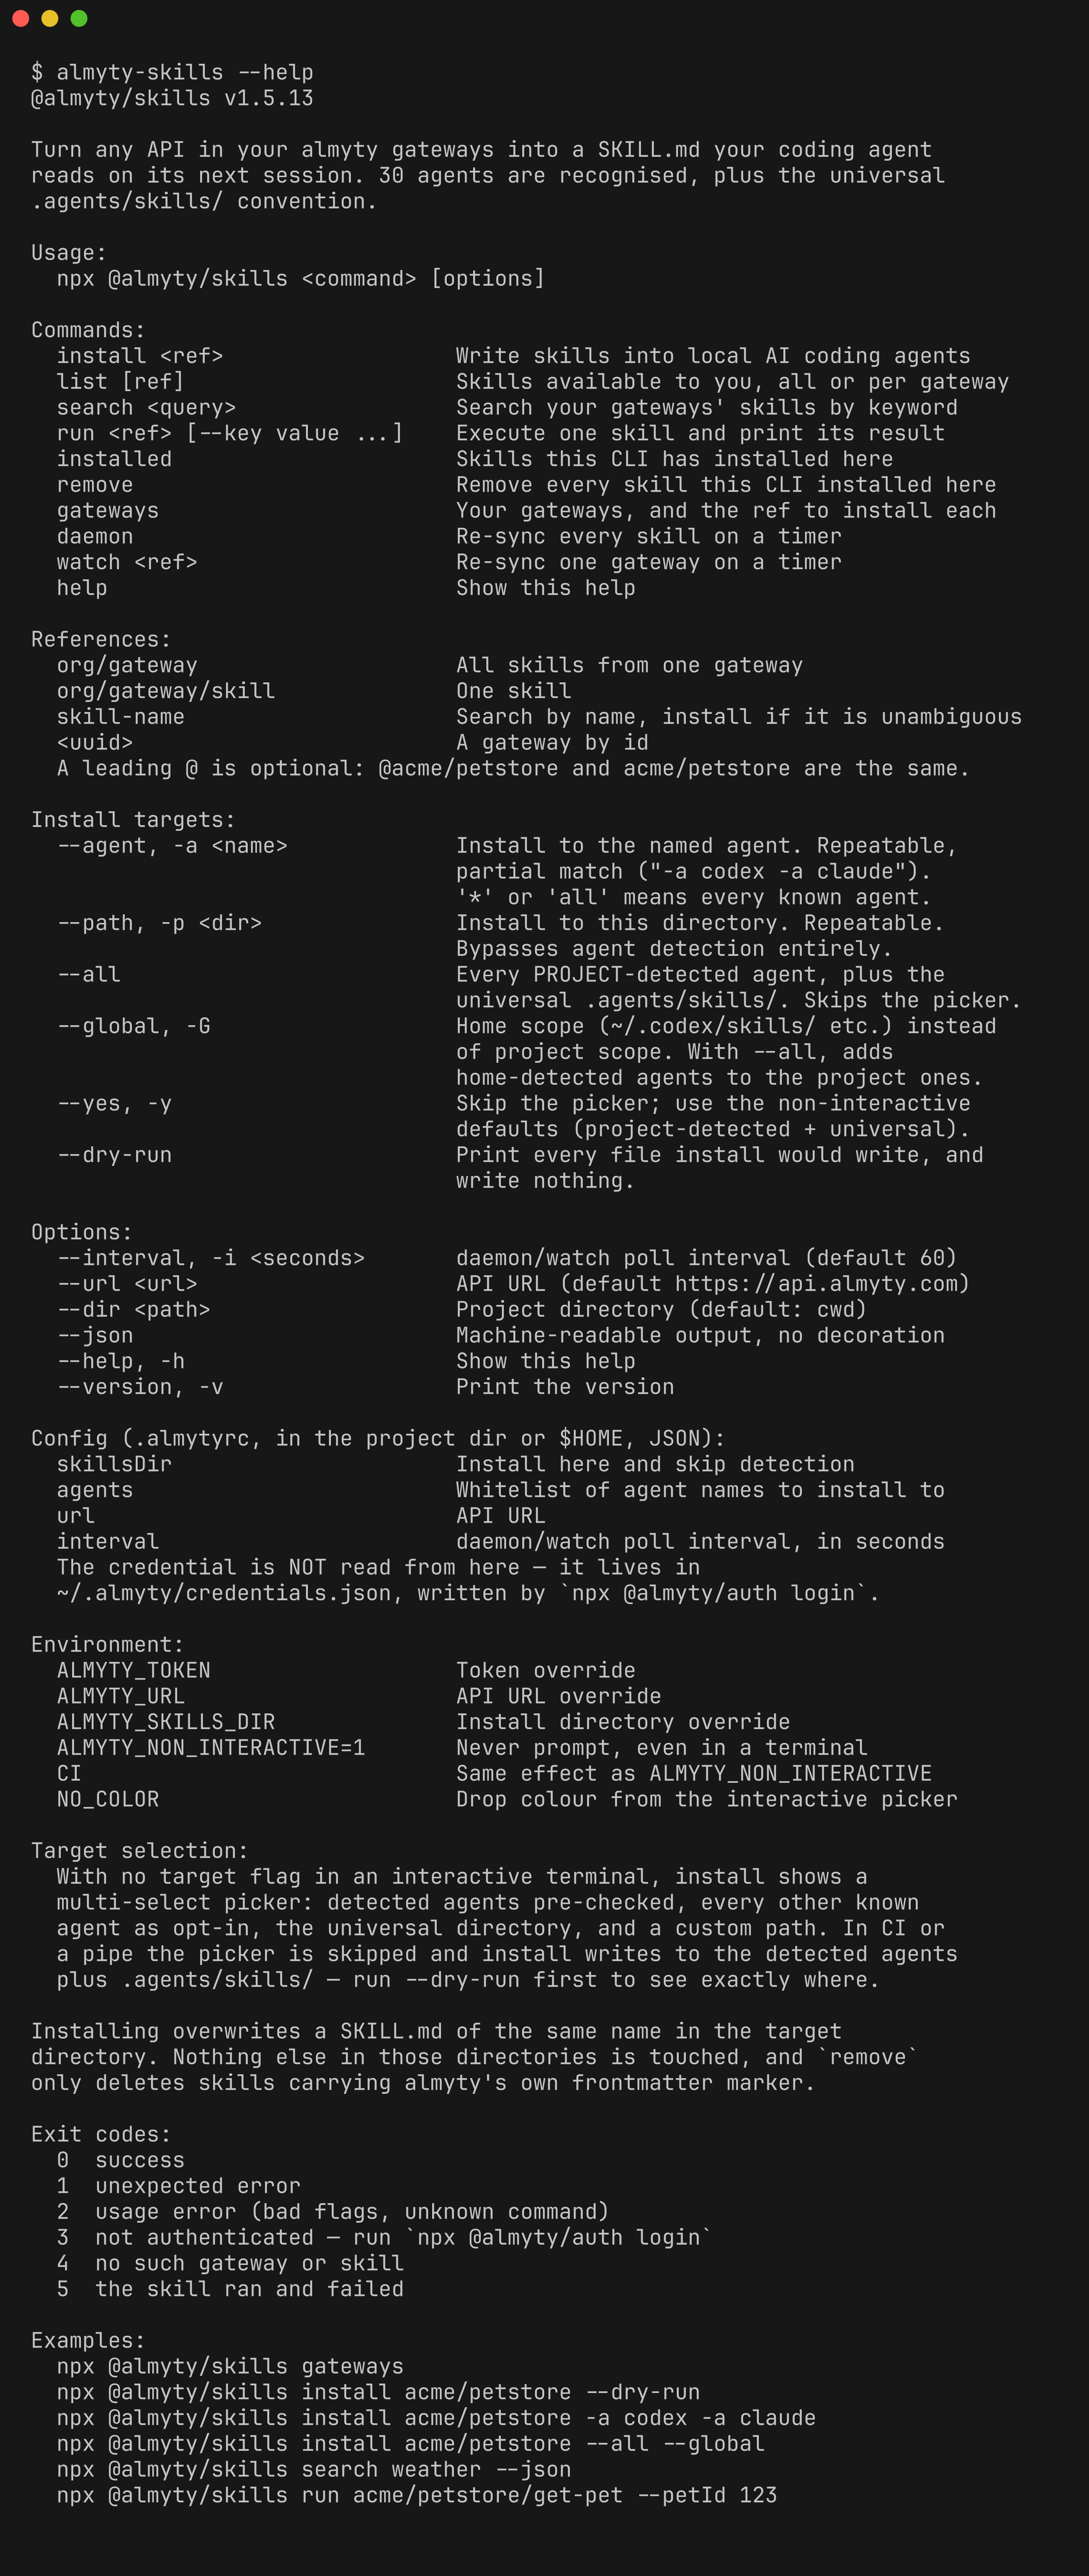 $ almyty-skills --help
@almyty/skills v1.5.13

Turn any API in your almyty gateways into a SKILL.md your coding agent
reads on its next session. 30 agents are recognised, plus the universal
.agents/skills/ convention.

Usage:
  npx @almyty/skills <command> [options]

Commands:
  install <ref>                  Write skills into local AI coding agents
  list [ref]                     Skills available to you, all or per gateway
  search <query>                 Search your gateways' skills by keyword
  run <ref> [--key value ...]    Execute one skill and print its result
  installed                      Skills this CLI has installed here
  remove                         Remove every skill this CLI installed here
  gateways                       Your gateways, and the ref to install each
  daemon                         Re-sync every skill on a timer
  watch <ref>                    Re-sync one gateway on a timer
  help                           Show this help

References:
  org/gateway                    All skills from one gateway
  org/gateway/skill              One skill
  skill-name                     Search by name, install if it is unambiguous
  <uuid>                         A gateway by id
  A leading @ is optional: @acme/petstore and acme/petstore are the same.

Install targets:
  --agent, -a <name>             Install to the named agent. Repeatable,
                                 partial match ("-a codex -a claude").
                                 '*' or 'all' means every known agent.
  --path, -p <dir>               Install to this directory. Repeatable.
                                 Bypasses agent detection entirely.
  --all                          Every PROJECT-detected agent, plus the
                                 universal .agents/skills/. Skips the picker.
  --global, -G                   Home scope (~/.codex/skills/ etc.) instead
                                 of project scope. With --all, adds
                                 home-detected agents to the project ones.
  --yes, -y                      Skip the picker; use the non-interactive
                                 defaults (project-detected + universal).
  --dry-run                      Print every file install would write, and
                                 write nothing.

Options:
  --interval, -i <seconds>       daemon/watch poll interval (default 60)
  --url <url>                    API URL (default https://api.almyty.com)
  --dir <path>                   Project directory (default: cwd)
  --json                         Machine-readable output, no decoration
  --help, -h                     Show this help
  --version, -v                  Print the version

Config (.almytyrc, in the project dir or $HOME, JSON):
  skillsDir                      Install here and skip detection
  agents                         Whitelist of agent names to install to
  url                            API URL
  interval                       daemon/watch poll interval, in seconds
  The credential is NOT read from here — it lives in
  ~/.almyty/credentials.json, written by `npx @almyty/auth login`.

Environment:
  ALMYTY_TOKEN                   Token override
  ALMYTY_URL                     API URL override
  ALMYTY_SKILLS_DIR              Install directory override
  ALMYTY_NON_INTERACTIVE=1       Never prompt, even in a terminal
  CI                             Same effect as ALMYTY_NON_INTERACTIVE
  NO_COLOR                       Drop colour from the interactive picker

Target selection:
  With no target flag in an interactive terminal, install shows a
  multi-select picker: detected agents pre-checked, every other known
  agent as opt-in, the universal directory, and a custom path. In CI or
  a pipe the picker is skipped and install writes to the detected agents
  plus .agents/skills/ — run --dry-run first to see exactly where.

Installing overwrites a SKILL.md of the same name in the target
directory. Nothing else in those directories is touched, and `remove`
only deletes skills carrying almyty's own frontmatter marker.

Exit codes:
  0  success
  1  unexpected error
  2  usage error (bad flags, unknown command)
  3  not authenticated — run `npx @almyty/auth login`
  4  no such gateway or skill
  5  the skill ran and failed

Examples:
  npx @almyty/skills gateways
  npx @almyty/skills install acme/petstore --dry-run
  npx @almyty/skills install acme/petstore -a codex -a claude
  npx @almyty/skills install acme/petstore --all --global
  npx @almyty/skills search weather --json
  npx @almyty/skills run acme/petstore/get-pet --petId 123